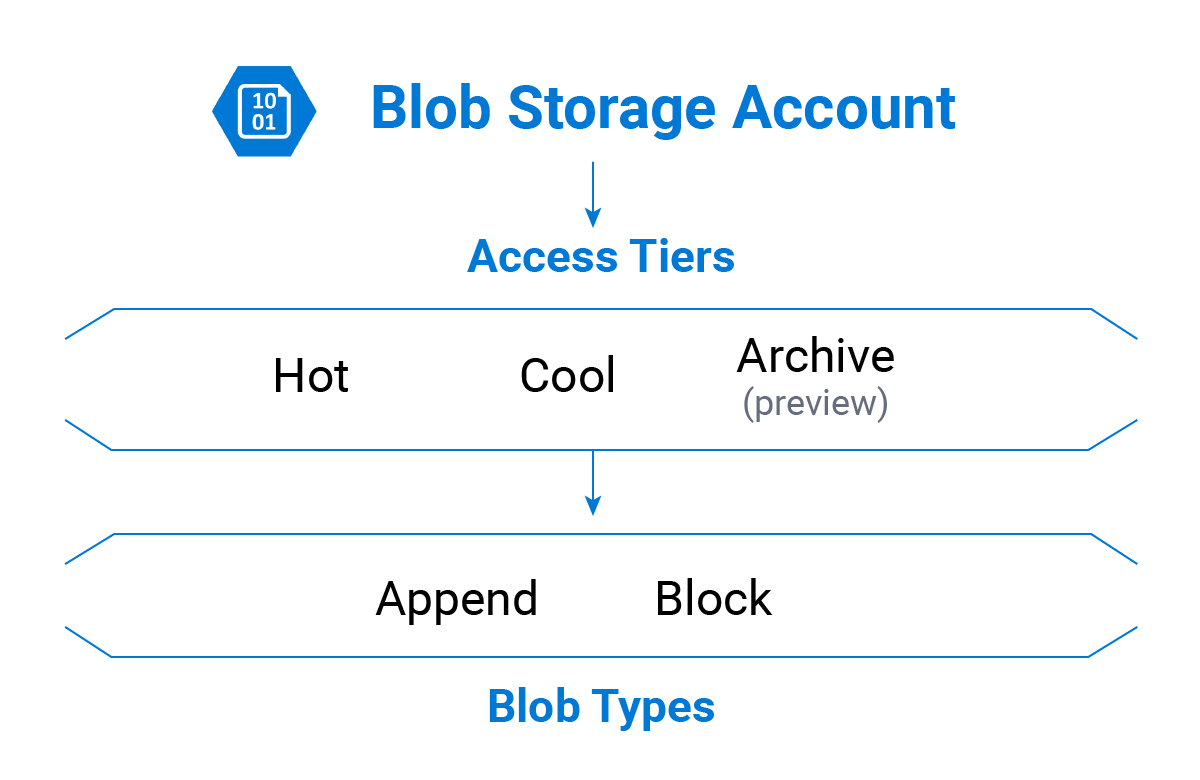 10
01
Blob Storage Account
Access Tiers
Hot Cool Archive
(preview)
Append Block
Blob Types